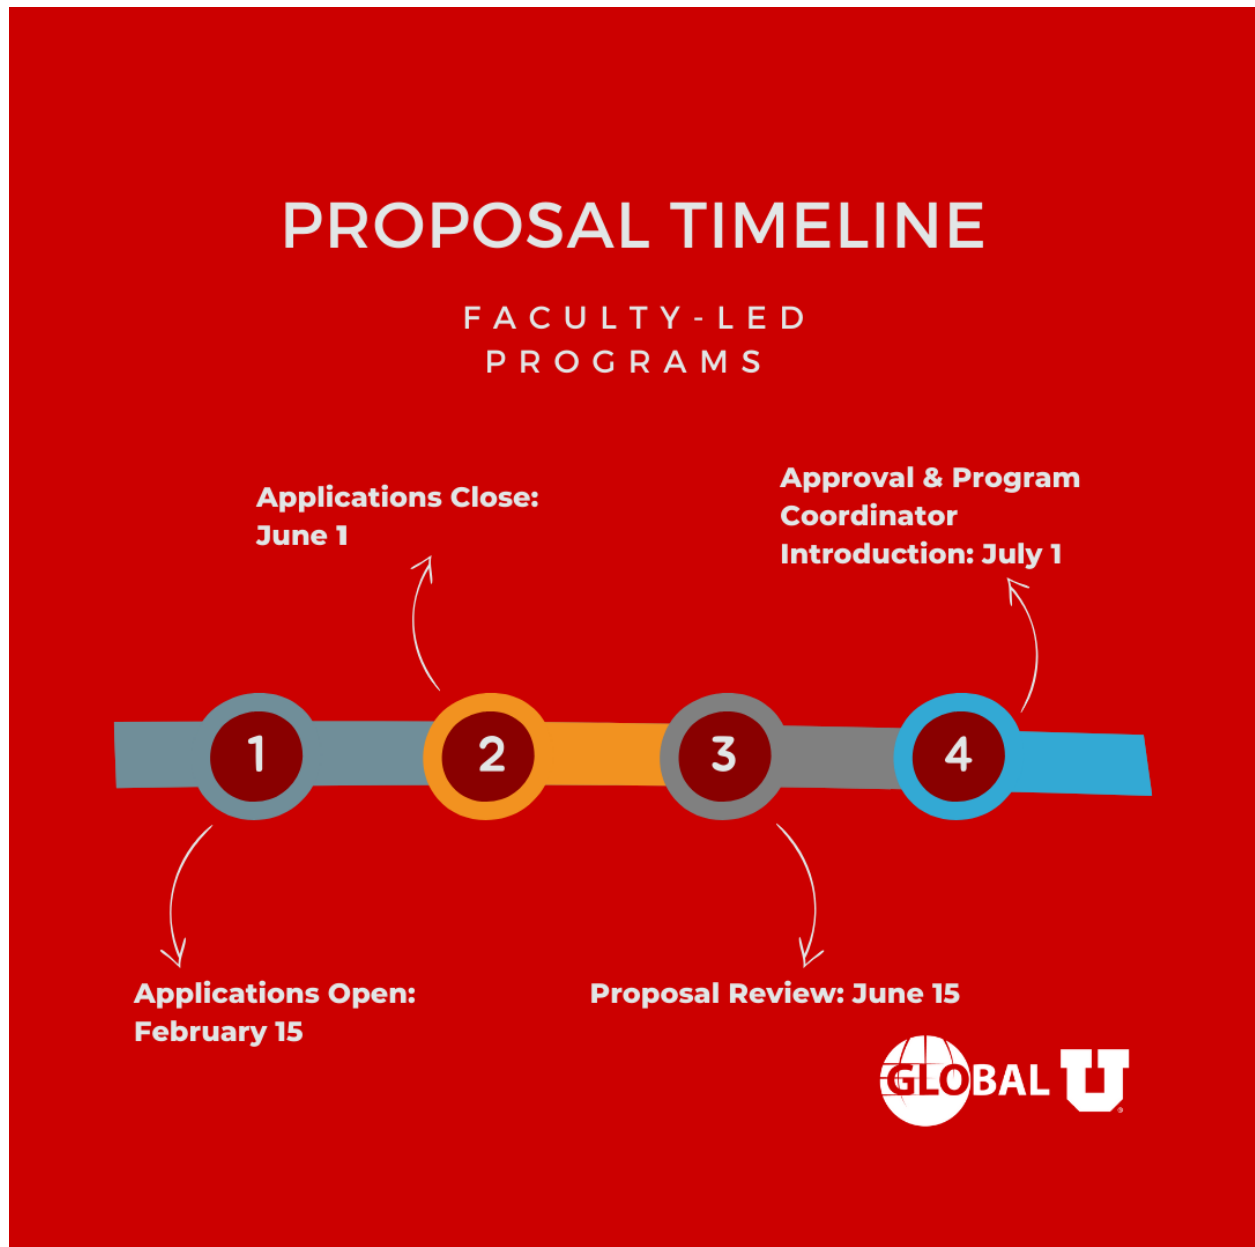 PROPOSAL TIMELINE
FACULTY-LED
PROGRAMS
Applications Close:
June 1
Approval & Program
Coordinator
Introduction: July 1
1
2
3
4
Applications Open:
February 15
Proposal Review: June 15
GLOBAL U